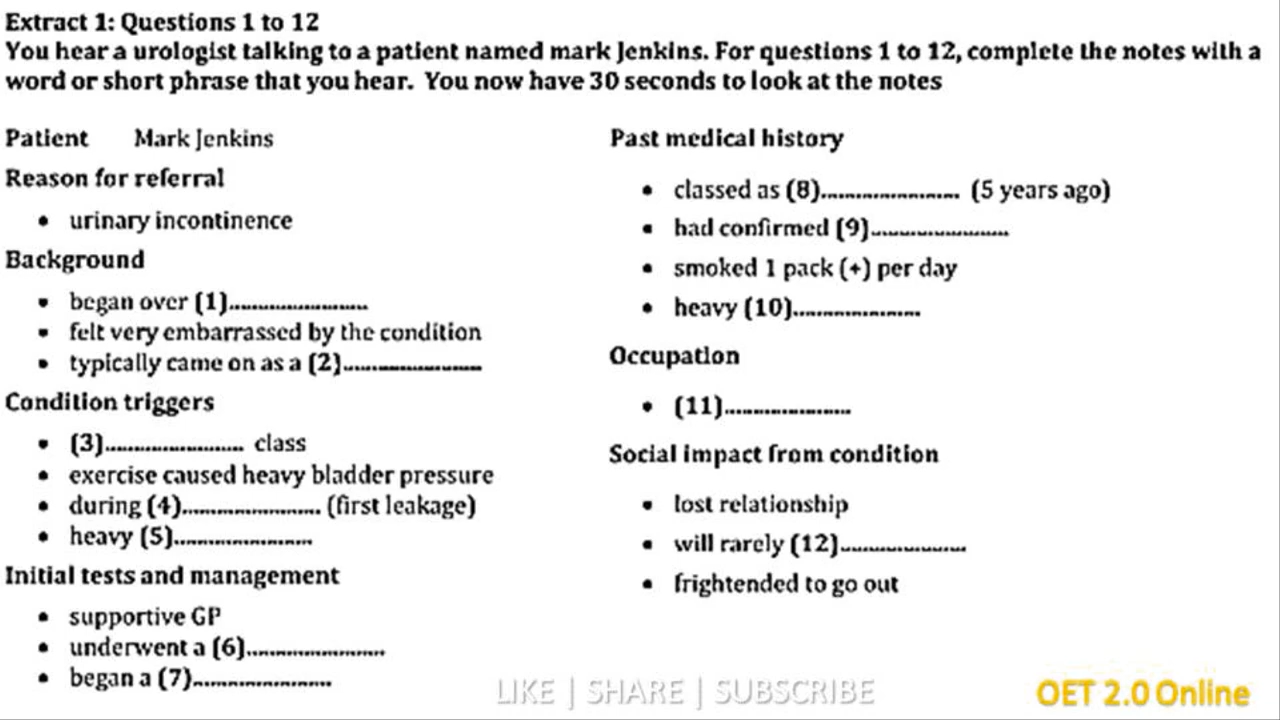 Extract 1: Questions 1 to 12
You hear a urologist talking to a patient named mark Jenkins. For questions 1 to 12, complete the notes with a
word or short phrase that you hear. You now have 30 seconds to look at the notes
Patient Mark Jenkins
Reason for referral
• urinary incontinence
Background
• began over (1)........................
• felt very embarrassed by the condition
• typically came on as a (2)........................
Condition triggers
• (3)........................ class
• exercise caused heavy bladder pressure
• during (4)........................ (first leakage)
• heavy (5)........................
Initial tests and management
• supportive GP
• underwent a (6)........................
• began a (7)........................
Past medical history
• classed as (8)........................ (5 years ago)
• had confirmed (9)........................
• smoked 1 pack (+) per day
• heavy (10)......................
Occupation
• (11)......................
Social impact from condition
• lost relationship
• will rarely (12)......................
• frightended to go out
LIKE | SHARE | SUBSCRIBE
OET 2.0 Online